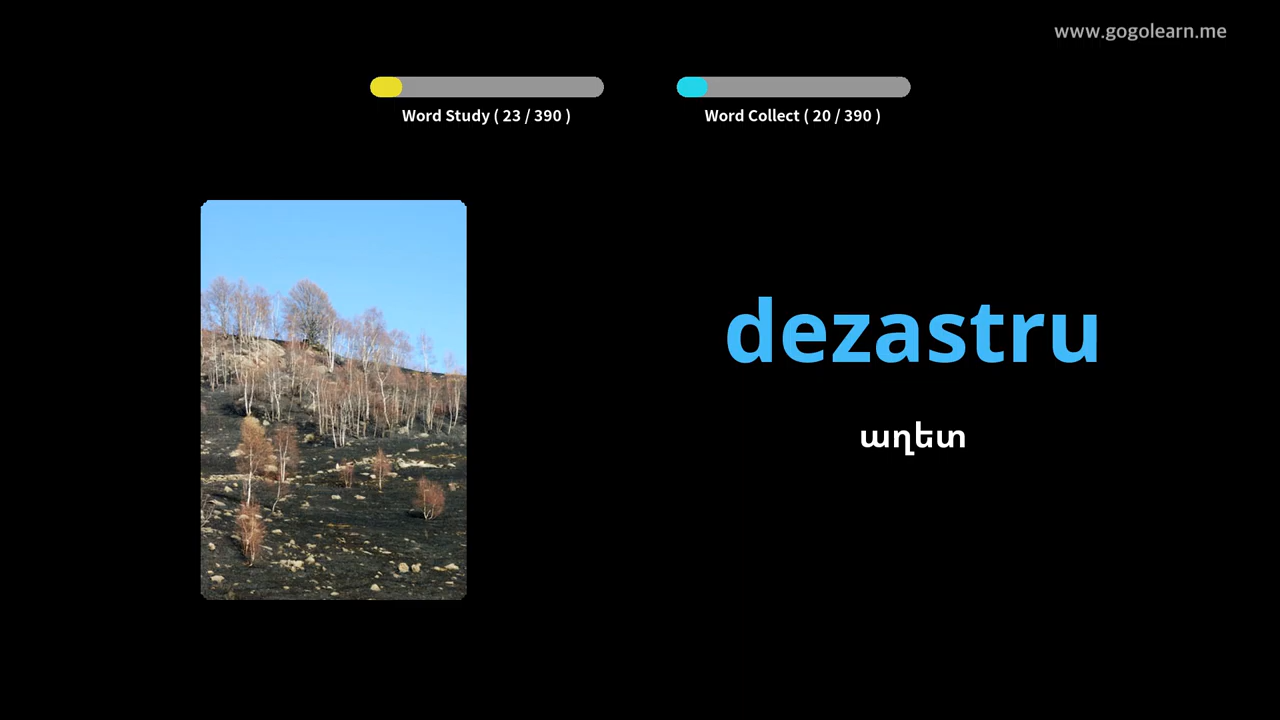 www.gogolearn.me
Word Study ( 23 / 390 )
Word Collect ( 20 / 390 )
dezastru
աղետ